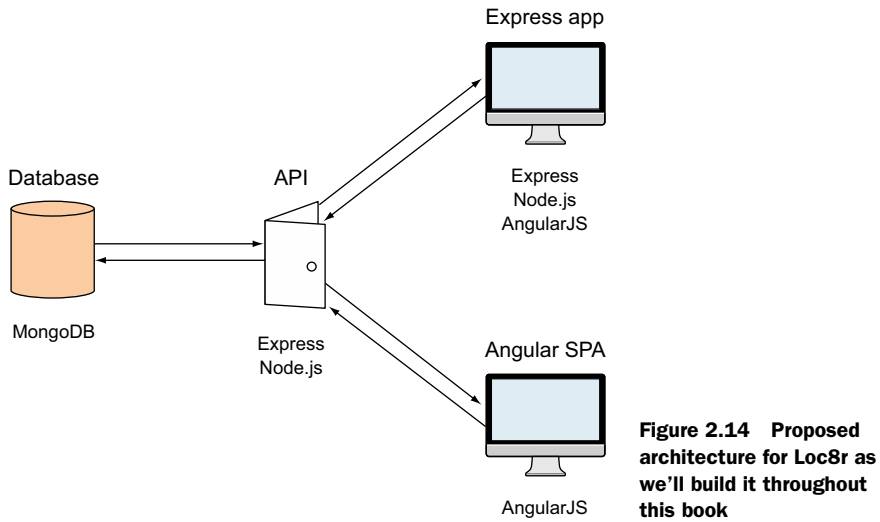 Express app
Express
Node.js
AngularJS
Database
MongoDB
API
Express
Node.js
Angular SPA
AngularJS
Figure 2.14 Proposed
architecture for Loc8r as
we'll build it throughout
this book